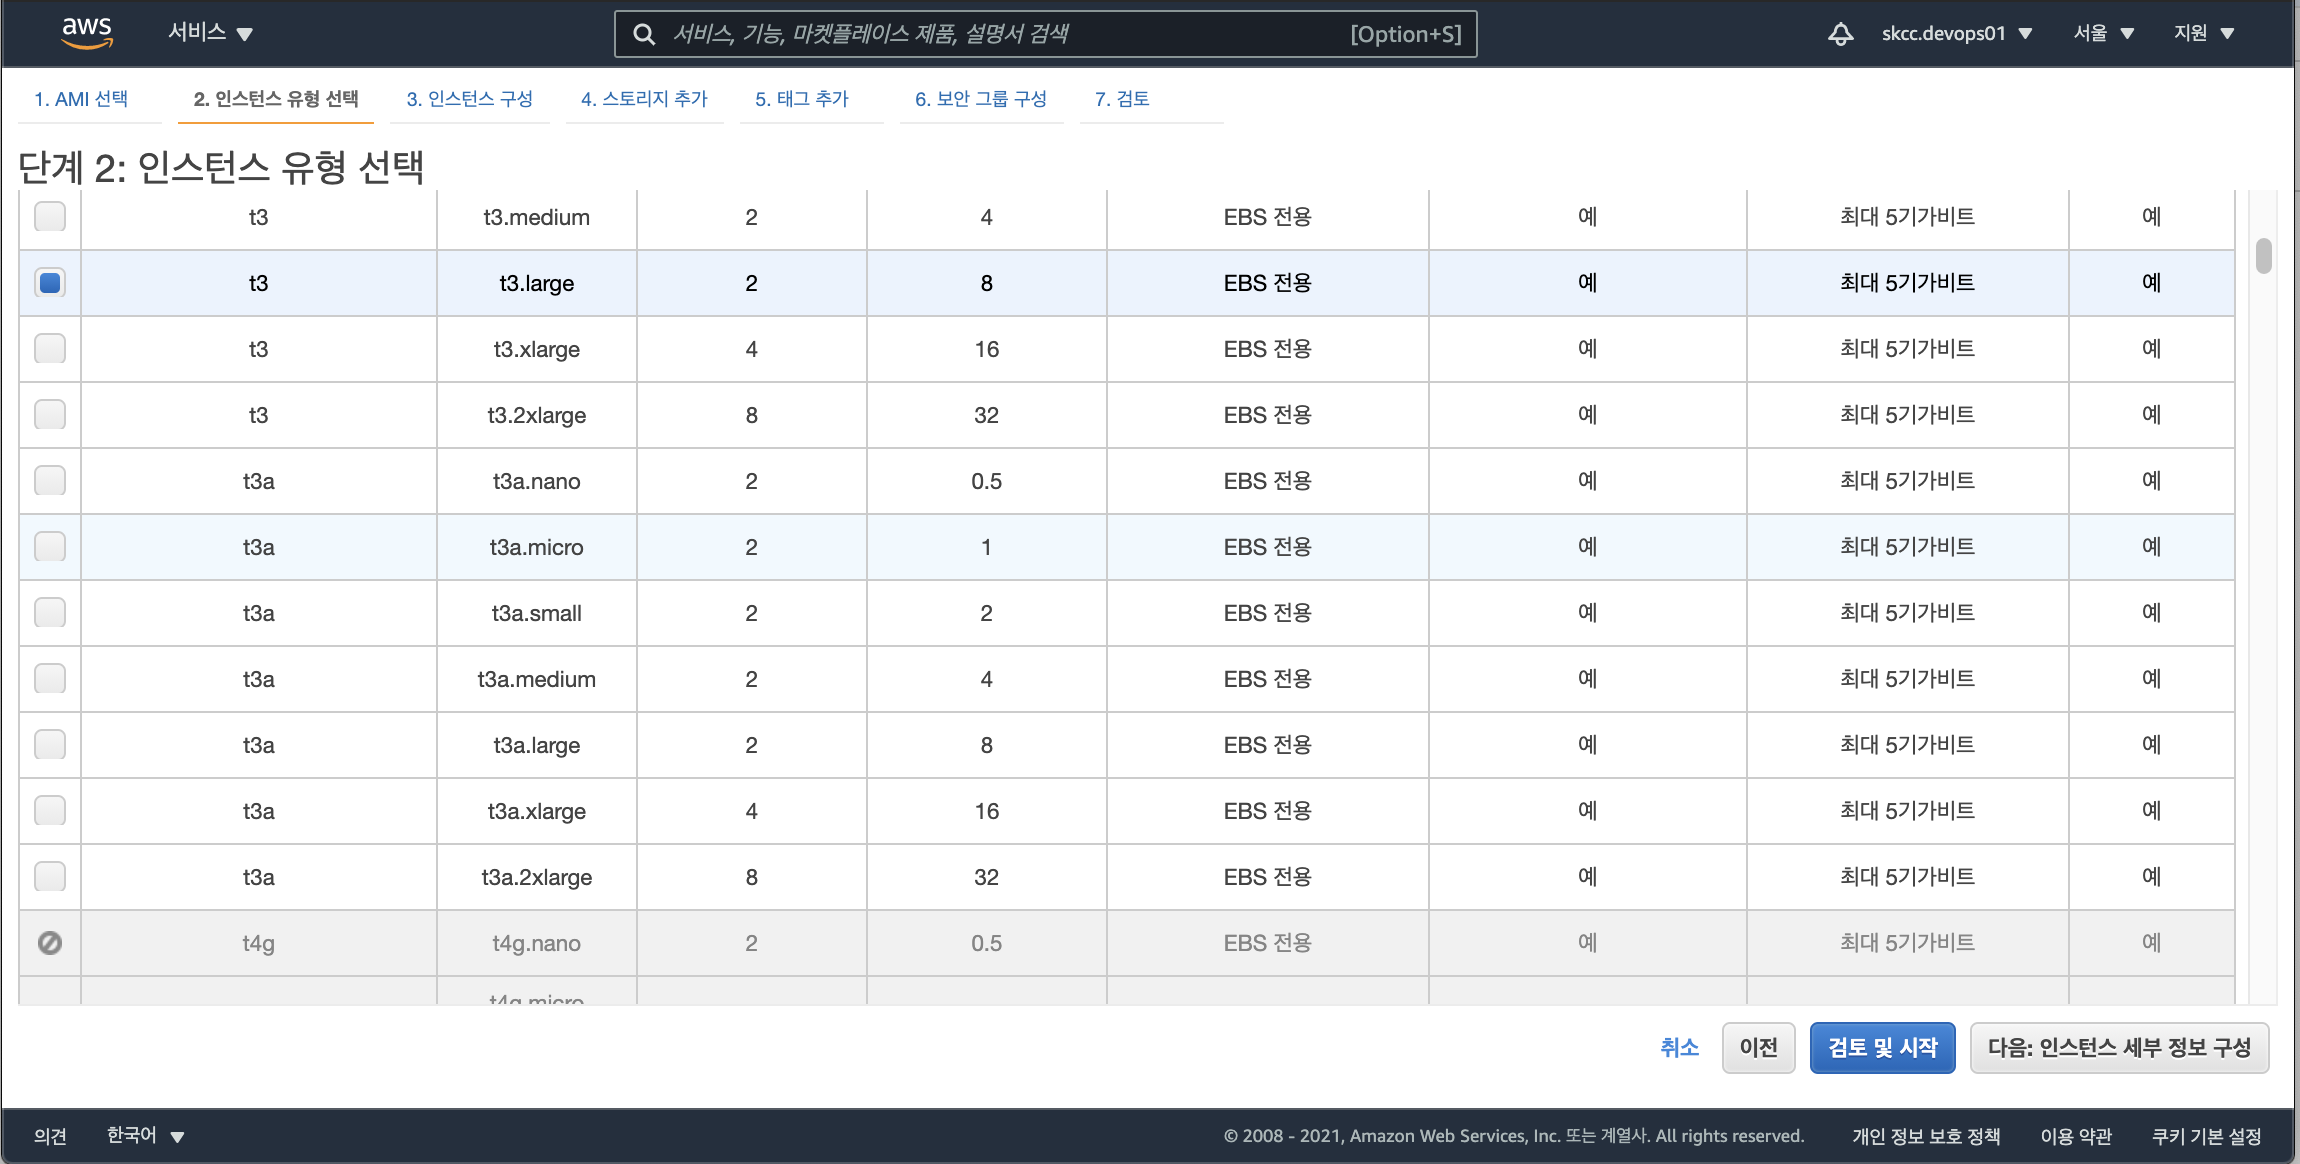 aws 서비스 서비스, 기능, 마켓플레이스 제품, 설명서 검색 [Option+S] skcc.devops01 서울 지원
1. AMI 선택 2. 인스턴스 유형 선택 3. 인스턴스 구성 4. 스토리지 추가 5. 태그 추가 6. 보안 그룹 구성 7. 검토
단계 2: 인스턴스 유형 선택
t3 t3.medium 2 4 EBS 전용 예 최대 5기가비트 예
t3 t3.large 2 8 EBS 전용 예 최대 5기가비트 예
t3 t3.xlarge 4 16 EBS 전용 예 최대 5기가비트 예
t3 t3.2xlarge 8 32 EBS 전용 예 최대 5기가비트 예
t3a t3a.nano 2 0.5 EBS 전용 예 최대 5기가비트 예
t3a t3a.micro 2 1 EBS 전용 예 최대 5기가비트 예
t3a t3a.small 2 2 EBS 전용 예 최대 5기가비트 예
t3a t3a.medium 2 4 EBS 전용 예 최대 5기가비트 예
t3a t3a.large 2 8 EBS 전용 예 최대 5기가비트 예
t3a t3a.xlarge 4 16 EBS 전용 예 최대 5기가비트 예
t3a t3a.2xlarge 8 32 EBS 전용 예 최대 5기가비트 예
t4g t4g.nano 2 0.5 EBS 전용 예 최대 5기가비트 예
t4g.micro
취소 이전 검토 및 시작 다음: 인스턴스 세부 정보 구성
의견 한국어 © 2008 - 2021, Amazon Web Services, Inc. 또는 계열사. All rights reserved. 개인 정보 보호 정책 이용 약관 쿠키 기본 설정